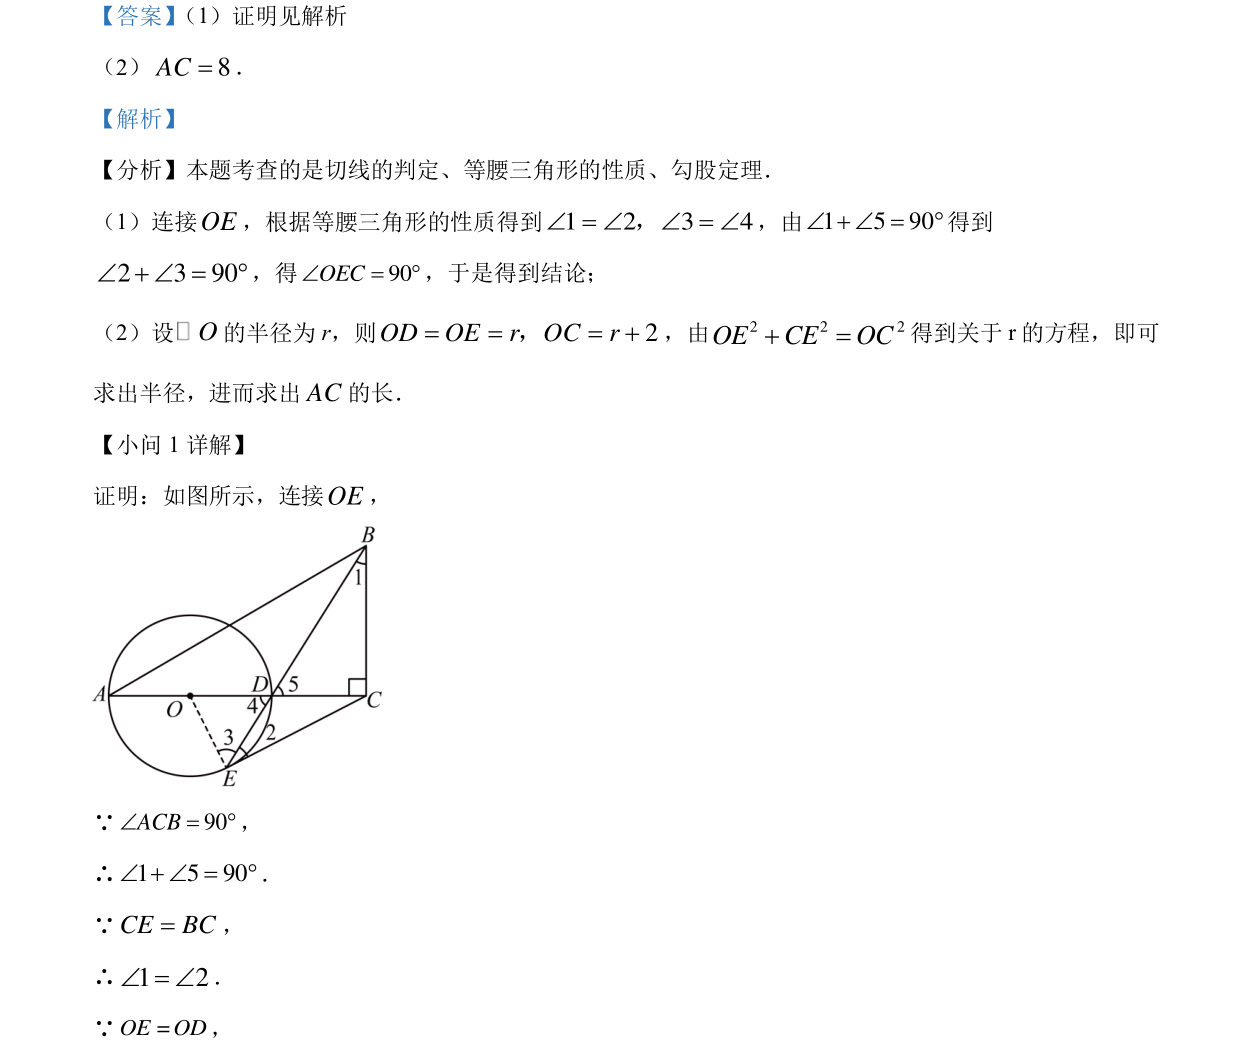 【答案】（1）证明见解析
（2） AC = 8 .
【解析】
【分析】本题考查的是切线的判定、等腰三角形的性质、勾股定理．
（1）连接OE，根据等腰三角形的性质得到∠1 = ∠2，∠3 = ∠4，由∠1+∠5 = 90°得到
∠2+∠3 = 90°，得∠OEC = 90°，于是得到结论；
（2）设□ O 的半径为 r，则OD = OE = r，OC = r + 2，由OE² + CE² = OC²得到关于 r 的方程，即可
求出半径，进而求出 AC 的长．
【小问 1 详解】
证明：如图所示，连接OE，
B
1
A
O
D
5
4
C
3
2
E
∵ ∠ACB = 90°，
∴ ∠1+∠5 = 90°．
∵ CE = BC，
∴ ∠1 = ∠2．
∵ OE = OD，